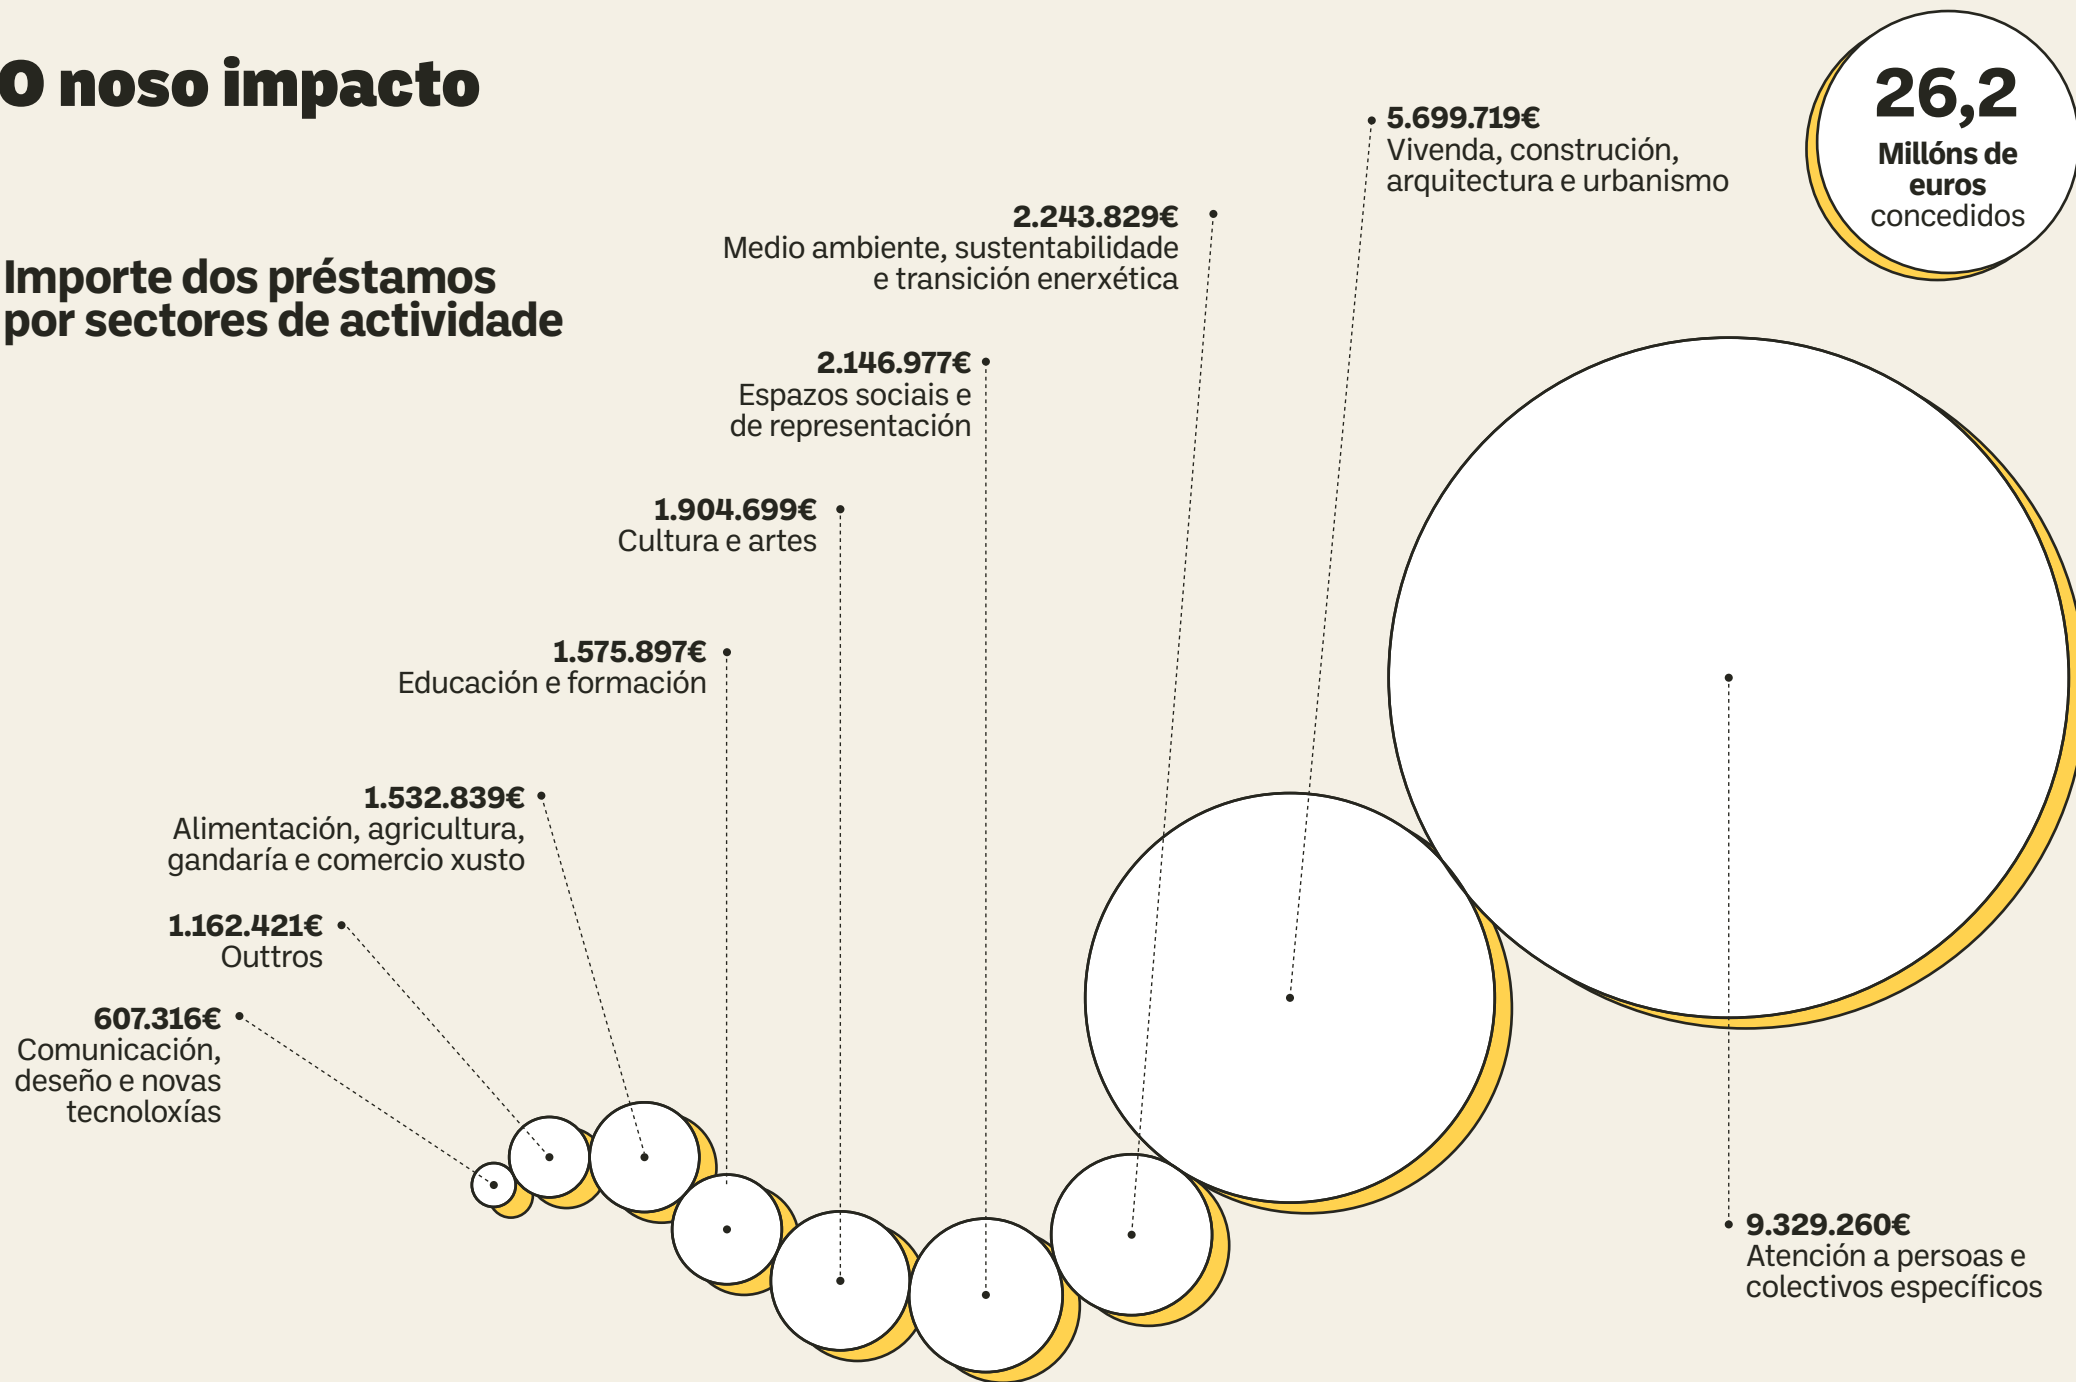 O noso impacto
Importe dos préstamos
por sectores de actividade
26,2
Millóns de
euros
concedidos
5.699.719€
Vivenda, construción,
arquitectura e urbanismo
2.243.829€
Medio ambiente, sustentabilidade
e transición enerxética
2.146.977€
Espazos sociais e
de representación
1.904.699€
Cultura e artes
1.575.897€
Educación e formación
1.532.839€
Alimentación, agricultura,
gandaría e comercio xusto
1.162.421€
Outtros
607.316€
Comunicación,
deseño e novas
tecnoloxías
9.329.260€
Atención a persoas e
colectivos específicos